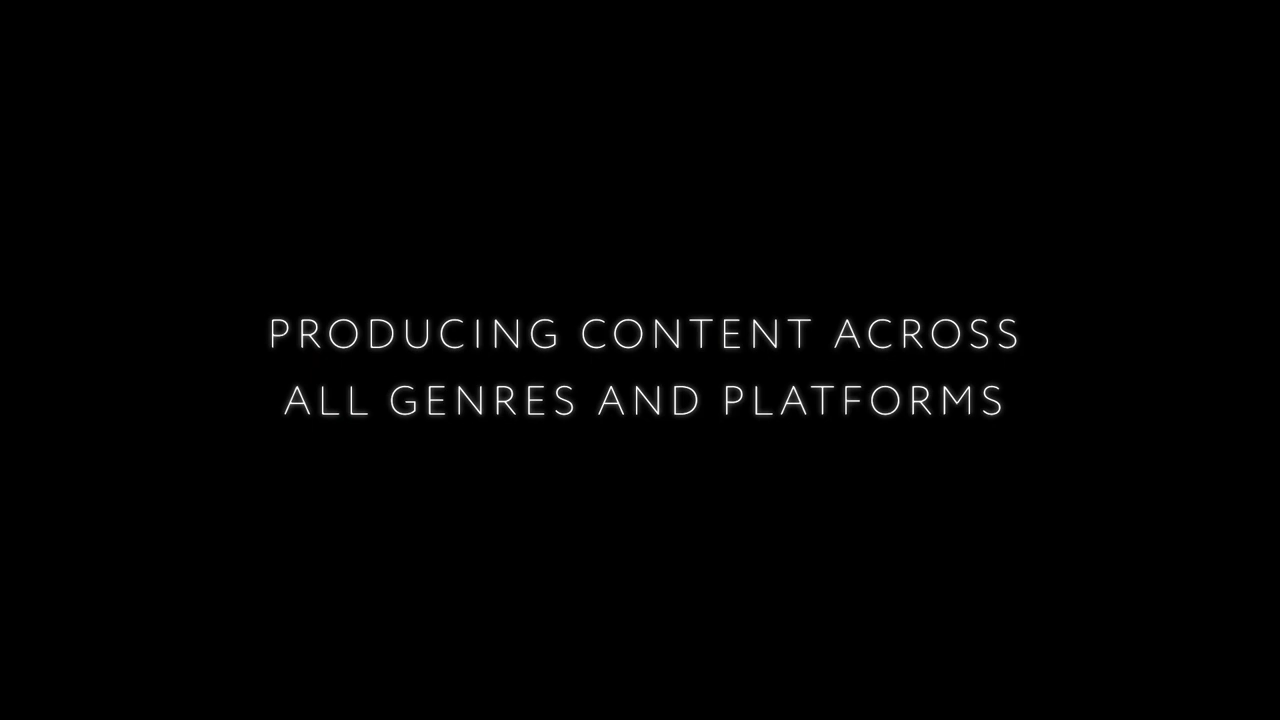 PRODUCING CONTENT ACROSS
ALL GENRES AND PLATFORMS